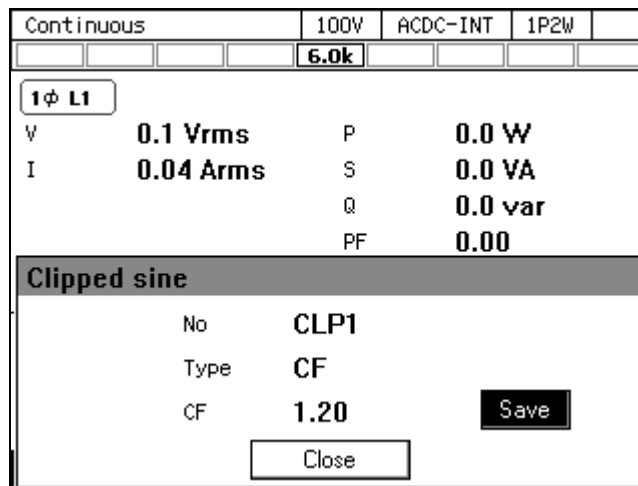 Continuous 100V ACDC-INT 1P2W
6.0k
1ϕ L1
V 0.1 Vrms P 0.0 W
I 0.04 Arms S 0.0 VA
Q 0.0 var
PF 0.00
Clipped sine
No CLP1
Type CF
CF 1.20 Save
Close